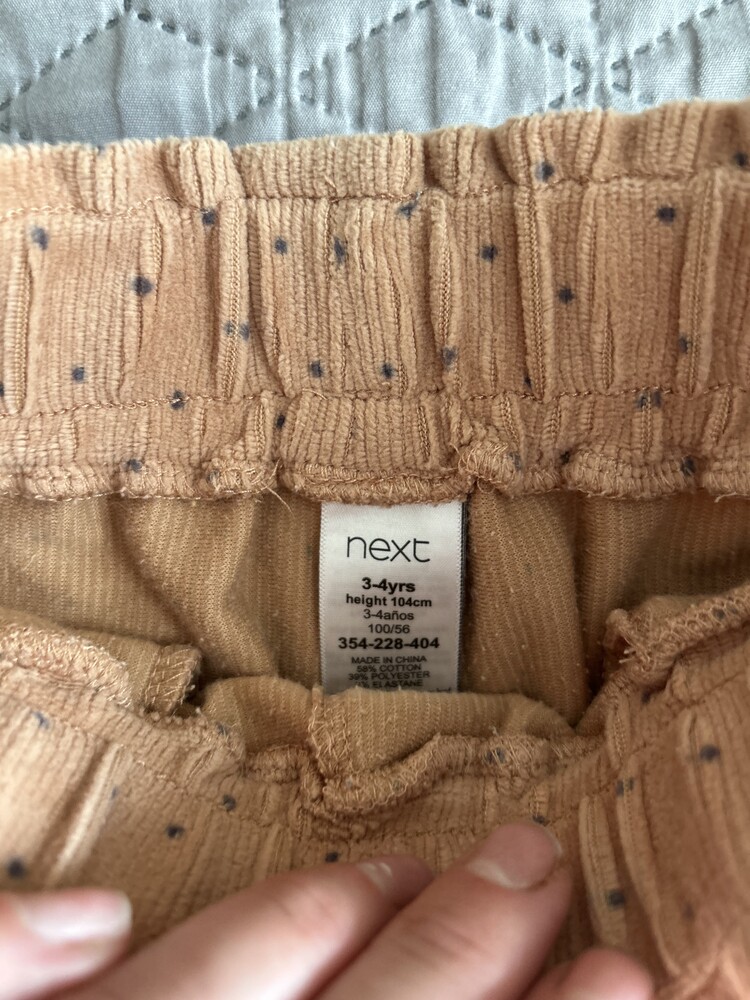 next
3-4yrs
height 104cm
3-4años
100/56
354-228-404
MADE IN CHINA
58% COTTON
39% POLYESTER
ELASTANE